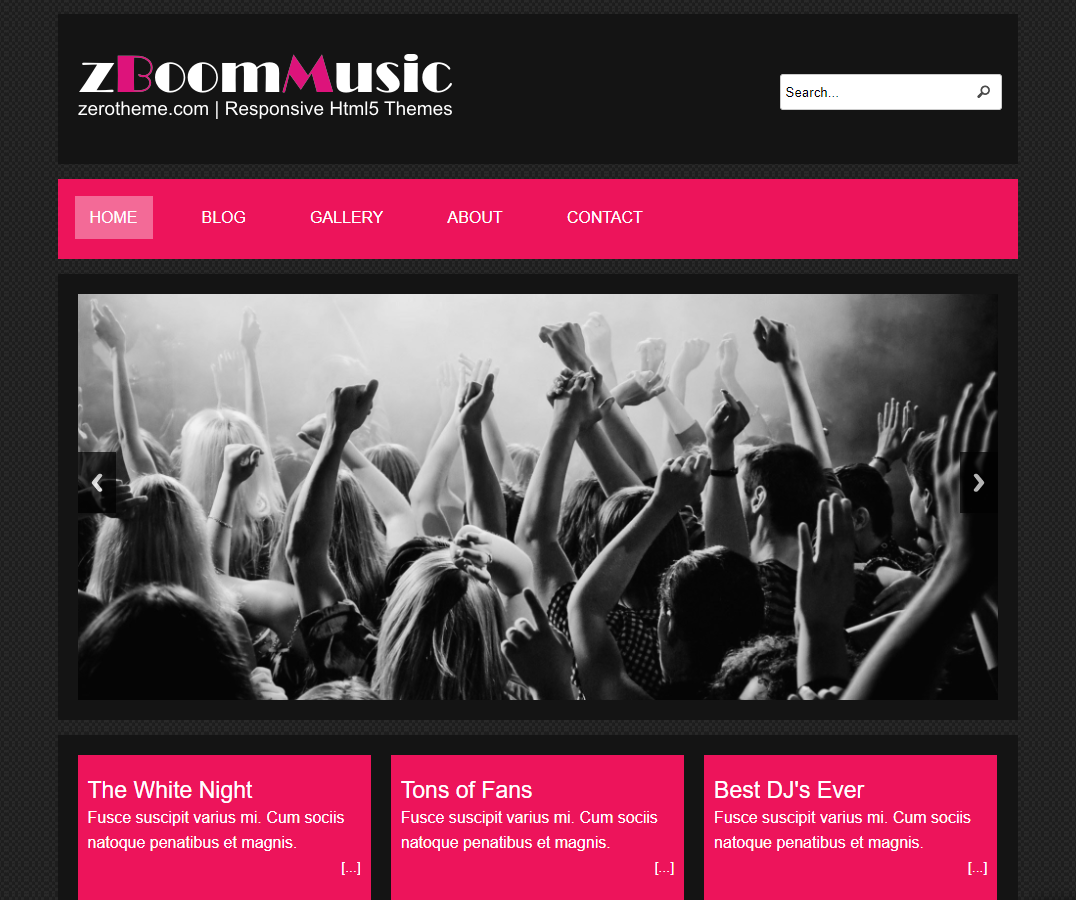 zBoomMusic
zerotheme.com | Responsive Html5 Themes
Search...
HOME BLOG GALLERY ABOUT CONTACT
The White Night
Fusce suscipit varius mi. Cum sociis
natoque penatibus et magnis.
[...]
Tons of Fans
Fusce suscipit varius mi. Cum sociis
natoque penatibus et magnis.
[...]
Best DJ's Ever
Fusce suscipit varius mi. Cum sociis
natoque penatibus et magnis.
[...]